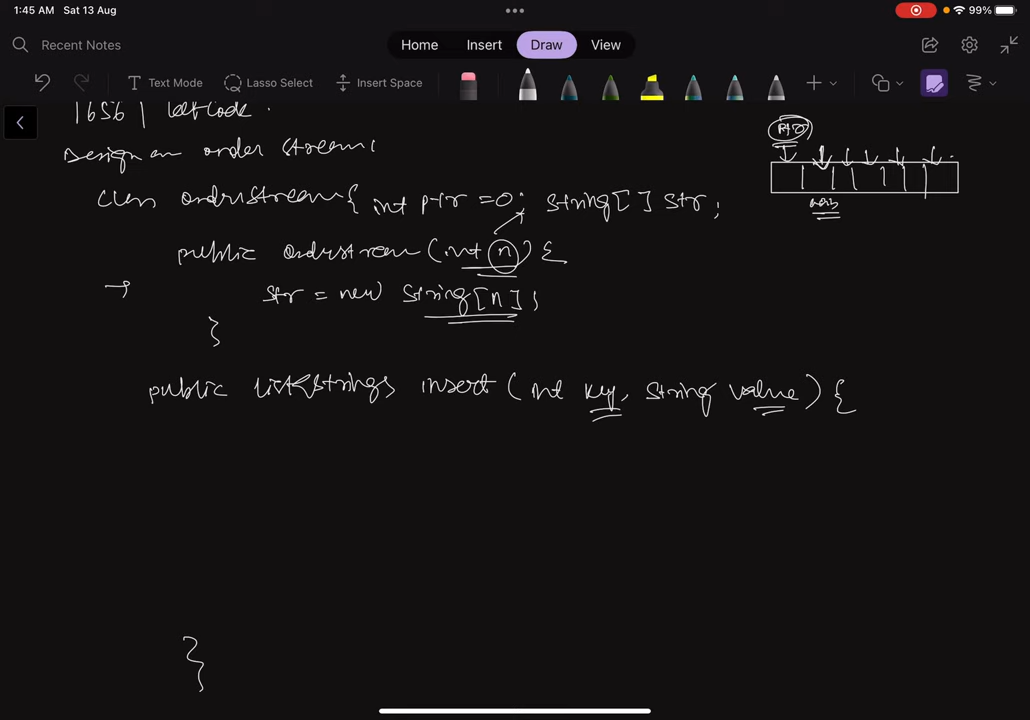 1:45 AM Sat 13 Aug
99%
Recent Notes
Home Insert Draw View
Text Mode Lasso Select Insert Space
1656 | leetcode.
Design an order stream:
ptr
class orderstream{ int ptr = 0; string[] str;
public orderstream (int n) {
→ str = new string[n];
}
public list<strings insert (int key, string value) {
}